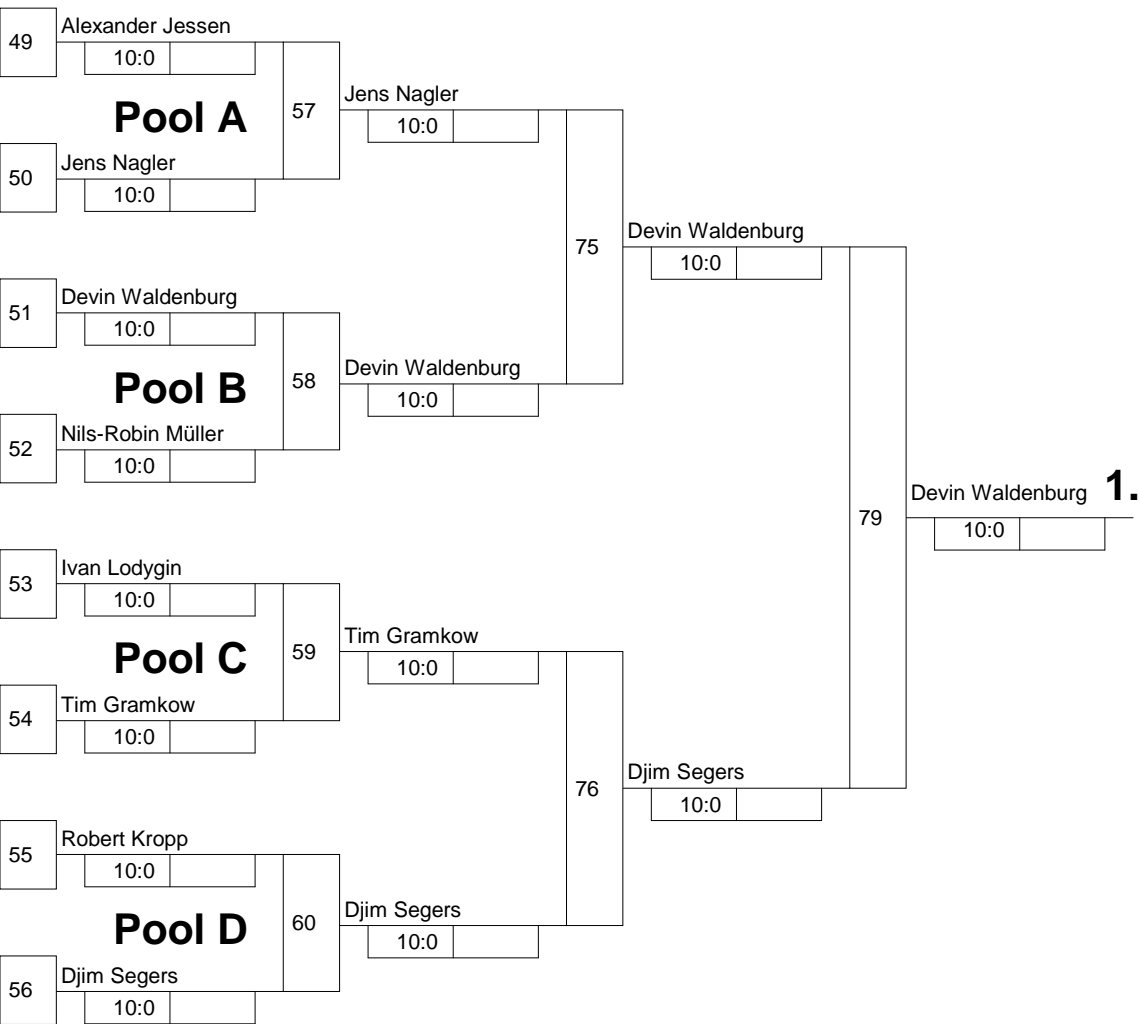 49 Alexander Jessen
10:0
Pool A 57 Jens Nagler
10:0
50 Jens Nagler
10:0
75 Devin Waldenburg
10:0
51 Devin Waldenburg
10:0
Pool B 58 Devin Waldenburg
10:0
52 Nils-Robin Müller
10:0
79 Devin Waldenburg 1.
10:0
53 Ivan Lodygin
10:0
Pool C 59 Tim Gramkow
10:0
54 Tim Gramkow
10:0
76 Djim Segers
10:0
55 Robert Kropp
10:0
Pool D 60 Djim Segers
10:0
56 Djim Segers
10:0